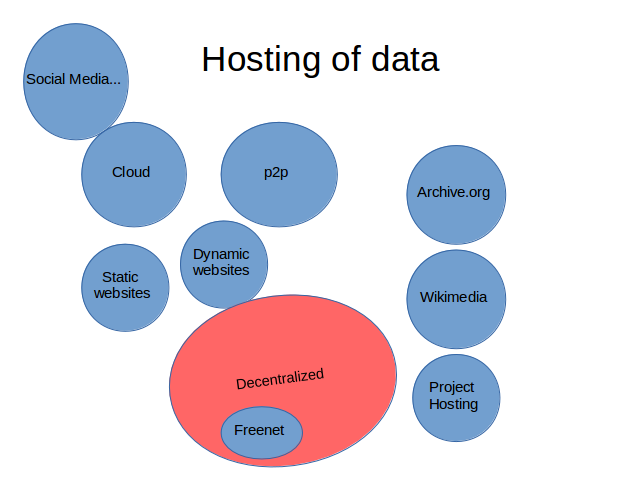 Hosting of data
Social Media...
Cloud
p2p
Archive.org
Dynamic
websites
Static
websites
Wikimedia
Decentralized
Project
Hosting
Freenet